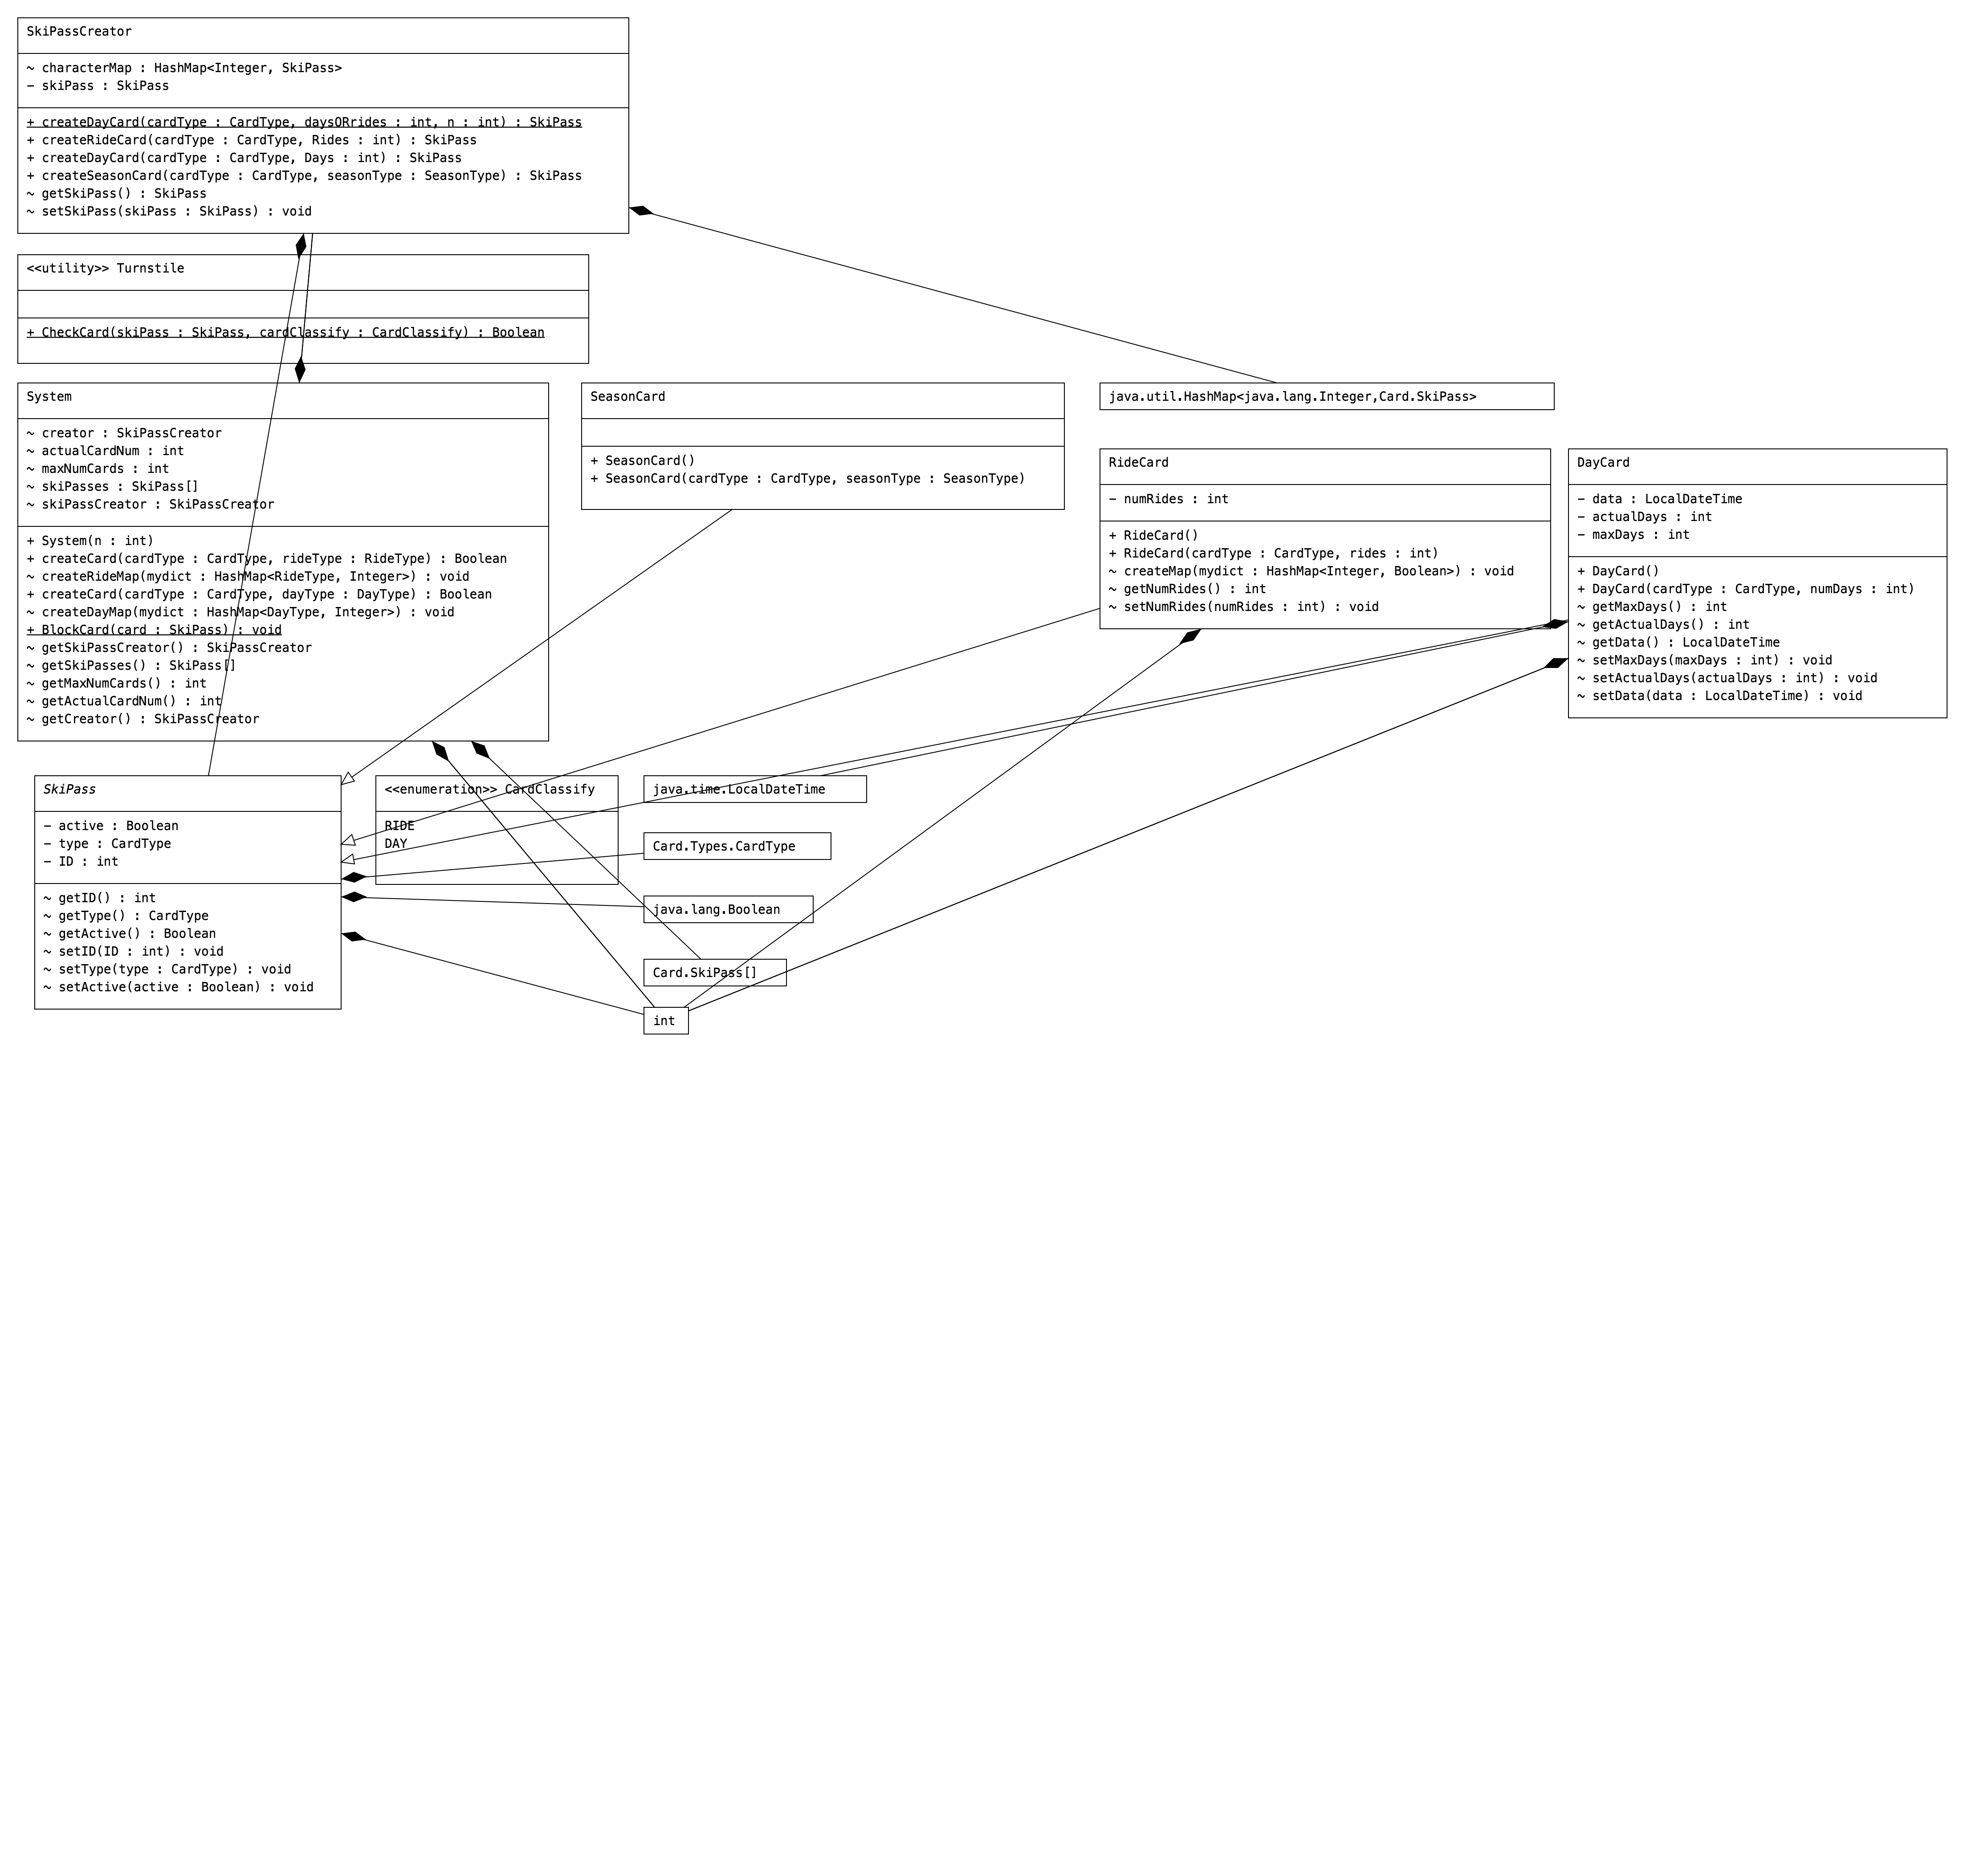 SkiPassCreator
~ characterMap : HashMap<Integer, SkiPass>
− skiPass : SkiPass
+ createDayCard(cardType : CardType, daysORrides : int, n : int) : SkiPass
+ createRideCard(cardType : CardType, Rides : int) : SkiPass
+ createDayCard(cardType : CardType, Days : int) : SkiPass
+ createSeasonCard(cardType : CardType, seasonType : SeasonType) : SkiPass
~ getSkiPass() : SkiPass
~ setSkiPass(skiPass : SkiPass) : void
<<utility>> Turnstile
+ CheckCard(skiPass : SkiPass, cardClassify : CardClassify) : Boolean
System
~ creator : SkiPassCreator
~ actualCardNum : int
~ maxNumCards : int
~ skiPasses : SkiPass[]
~ skiPassCreator : SkiPassCreator
+ System(n : int)
+ createCard(cardType : CardType, rideType : RideType) : Boolean
~ createRideMap(mydict : HashMap<RideType, Integer>) : void
+ createCard(cardType : CardType, dayType : DayType) : Boolean
~ createDayMap(mydict : HashMap<DayType, Integer>) : void
+ BlockCard(card : SkiPass) : void
~ getSkiPassCreator() : SkiPassCreator
~ getSkiPasses() : SkiPass[]
~ getMaxNumCards() : int
~ getActualCardNum() : int
~ getCreator() : SkiPassCreator
SeasonCard
+ SeasonCard()
+ SeasonCard(cardType : CardType, seasonType : SeasonType)
java.util.HashMap<java.lang.Integer,Card.SkiPass>
RideCard
− numRides : int
+ RideCard()
+ RideCard(cardType : CardType, rides : int)
~ createMap(mydict : HashMap<Integer, Boolean>) : void
~ getNumRides() : int
~ setNumRides(numRides : int) : void
DayCard
− data : LocalDateTime
− actualDays : int
− maxDays : int
+ DayCard()
+ DayCard(cardType : CardType, numDays : int)
~ getMaxDays() : int
~ getActualDays() : int
~ getData() : LocalDateTime
~ setMaxDays(maxDays : int) : void
~ setActualDays(actualDays : int) : void
~ setData(data : LocalDateTime) : void
SkiPass
− active : Boolean
− type : CardType
− ID : int
~ getID() : int
~ getType() : CardType
~ getActive() : Boolean
~ setID(ID : int) : void
~ setType(type : CardType) : void
~ setActive(active : Boolean) : void
<<enumeration>> CardClassify
RIDE
DAY
java.time.LocalDateTime
Card.Types.CardType
java.lang.Boolean
Card.SkiPass[]
int